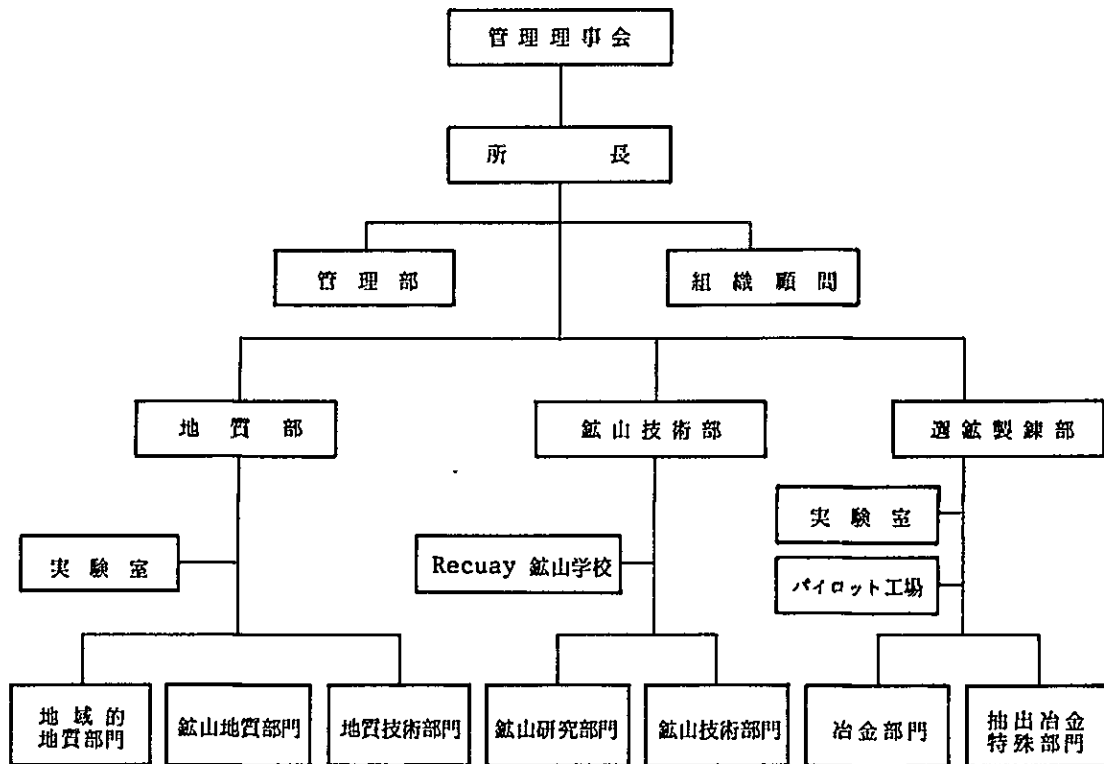 管理理事会
所長
管理部
組織顧問
地質部
鉱山技術部
選鉱製錬部
実験室
Recuay 鉱山学校
実験室
パイロット工場
地域的
地質部門
鉱山地質部門
地質技術部門
鉱山研究部門
鉱山技術部門
冶金部門
抽出冶金
特殊部門